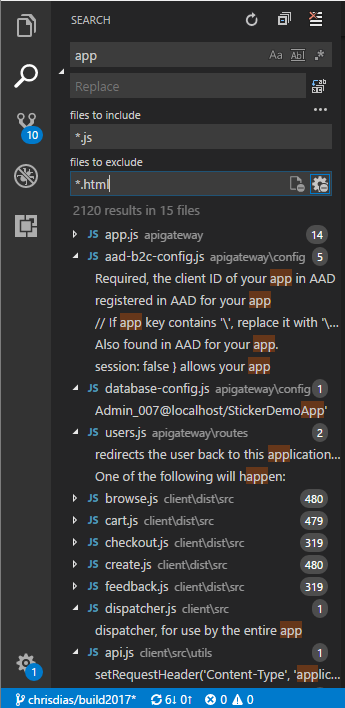 SEARCH
app
Aa Abl .*
Replace
files to include
*.js
files to exclude
*.html
2120 results in 15 files
JS app.js apigateway 14
JS aad-b2c-config.js apigateway\config 5
Required, the client ID of your app in AAD
registered in AAD for your app
// If app key contains '\', replace it with '\...
Also found in AAD for your app.
session: false } allows your app
JS database-config.js apigateway\config 1
Admin_007@localhost/StickerDemoApp'
JS users.js apigateway\routes 2
redirects the user back to this application...
One of the following will happen:
JS browse.js client\dist\src 480
JS cart.js client\dist\src 479
JS checkout.js client\dist\src 319
JS create.js client\dist\src 480
JS feedback.js client\dist\src 319
JS dispatcher.js client\src 1
dispatcher, for use by the entire app
JS api.js client\src\utils 1
setRequestHeader('Content-Type', 'applic...
10
1
chrisdias/build2017* 6↓ 0↑ 0 0